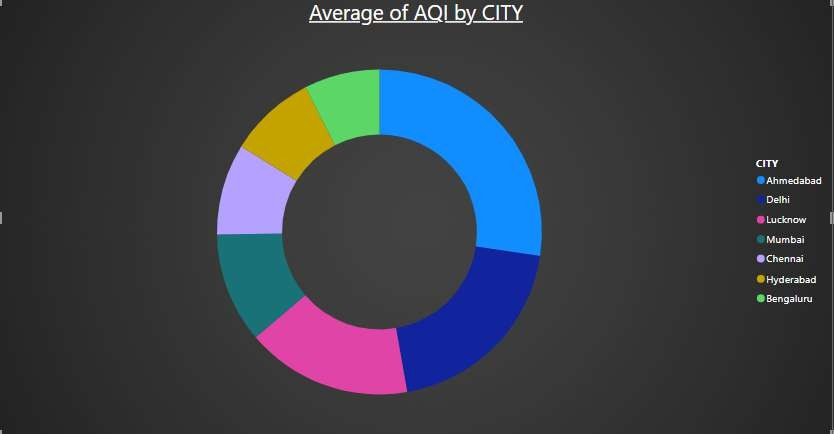 Average of AQI by CITY
CITY
Ahmedabad
Delhi
Lucknow
Mumbai
Chennai
Hyderabad
Bengaluru